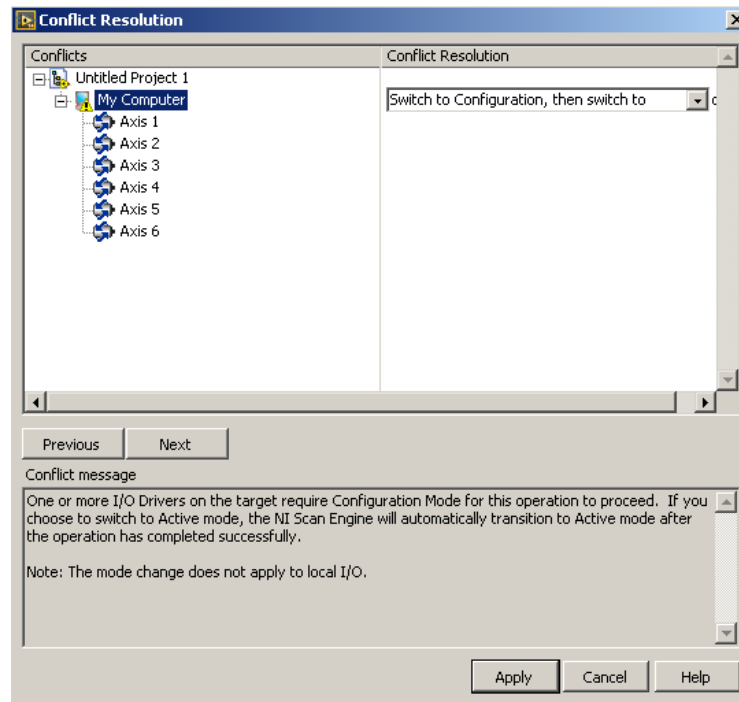 Conflict Resolution
Conflicts
Conflict Resolution
Untitled Project 1
My Computer
Switch to Configuration, then switch to
Axis 1
Axis 2
Axis 3
Axis 4
Axis 5
Axis 6
Previous
Next
Conflict message
One or more I/O Drivers on the target require Configuration Mode for this operation to proceed. If you
choose to switch to Active mode, the NI Scan Engine will automatically transition to Active mode after
the operation has completed successfully.
Note: The mode change does not apply to local I/O.
Apply
Cancel
Help